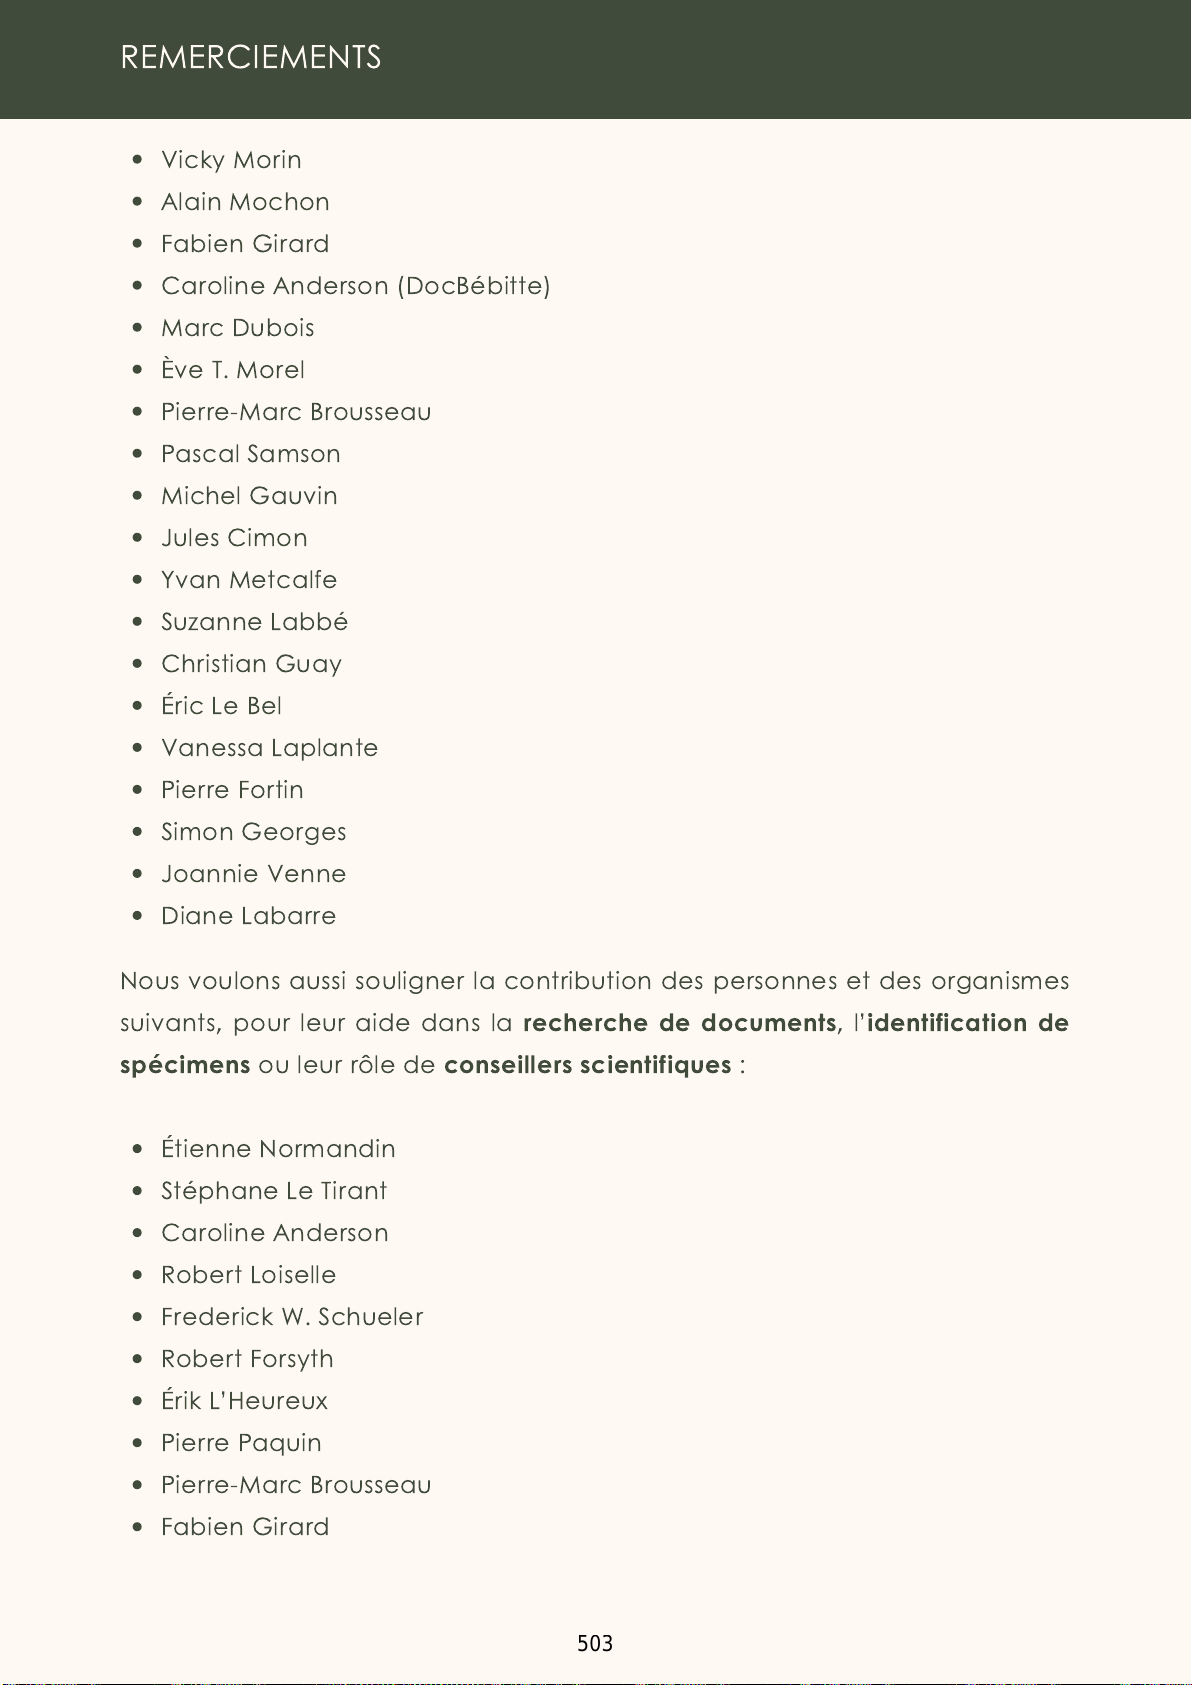 REMERCIEMENTS
• Vicky Morin
• Alain Mochon
• Fabien Girard
• Caroline Anderson (DocBébitte)
• Marc Dubois
• Ève T. Morel
• Pierre-Marc Brousseau
• Pascal Samson
• Michel Gauvin
• Jules Cimon
• Yvan Metcalfe
• Suzanne Labbé
• Christian Guay
• Éric Le Bel
• Vanessa Laplante
• Pierre Fortin
• Simon Georges
• Joannie Venne
• Diane Labarre
Nous voulons aussi souligner la contribution des personnes et des organismes
suivants, pour leur aide dans la recherche de documents, l'identification de
spécimens ou leur rôle de conseillers scientifiques :
• Étienne Normandin
• Stéphane Le Tirant
• Caroline Anderson
• Robert Loiselle
• Frederick W. Schueler
• Robert Forsyth
• Érik L'Heureux
• Pierre Paquin
• Pierre-Marc Brousseau
• Fabien Girard
503